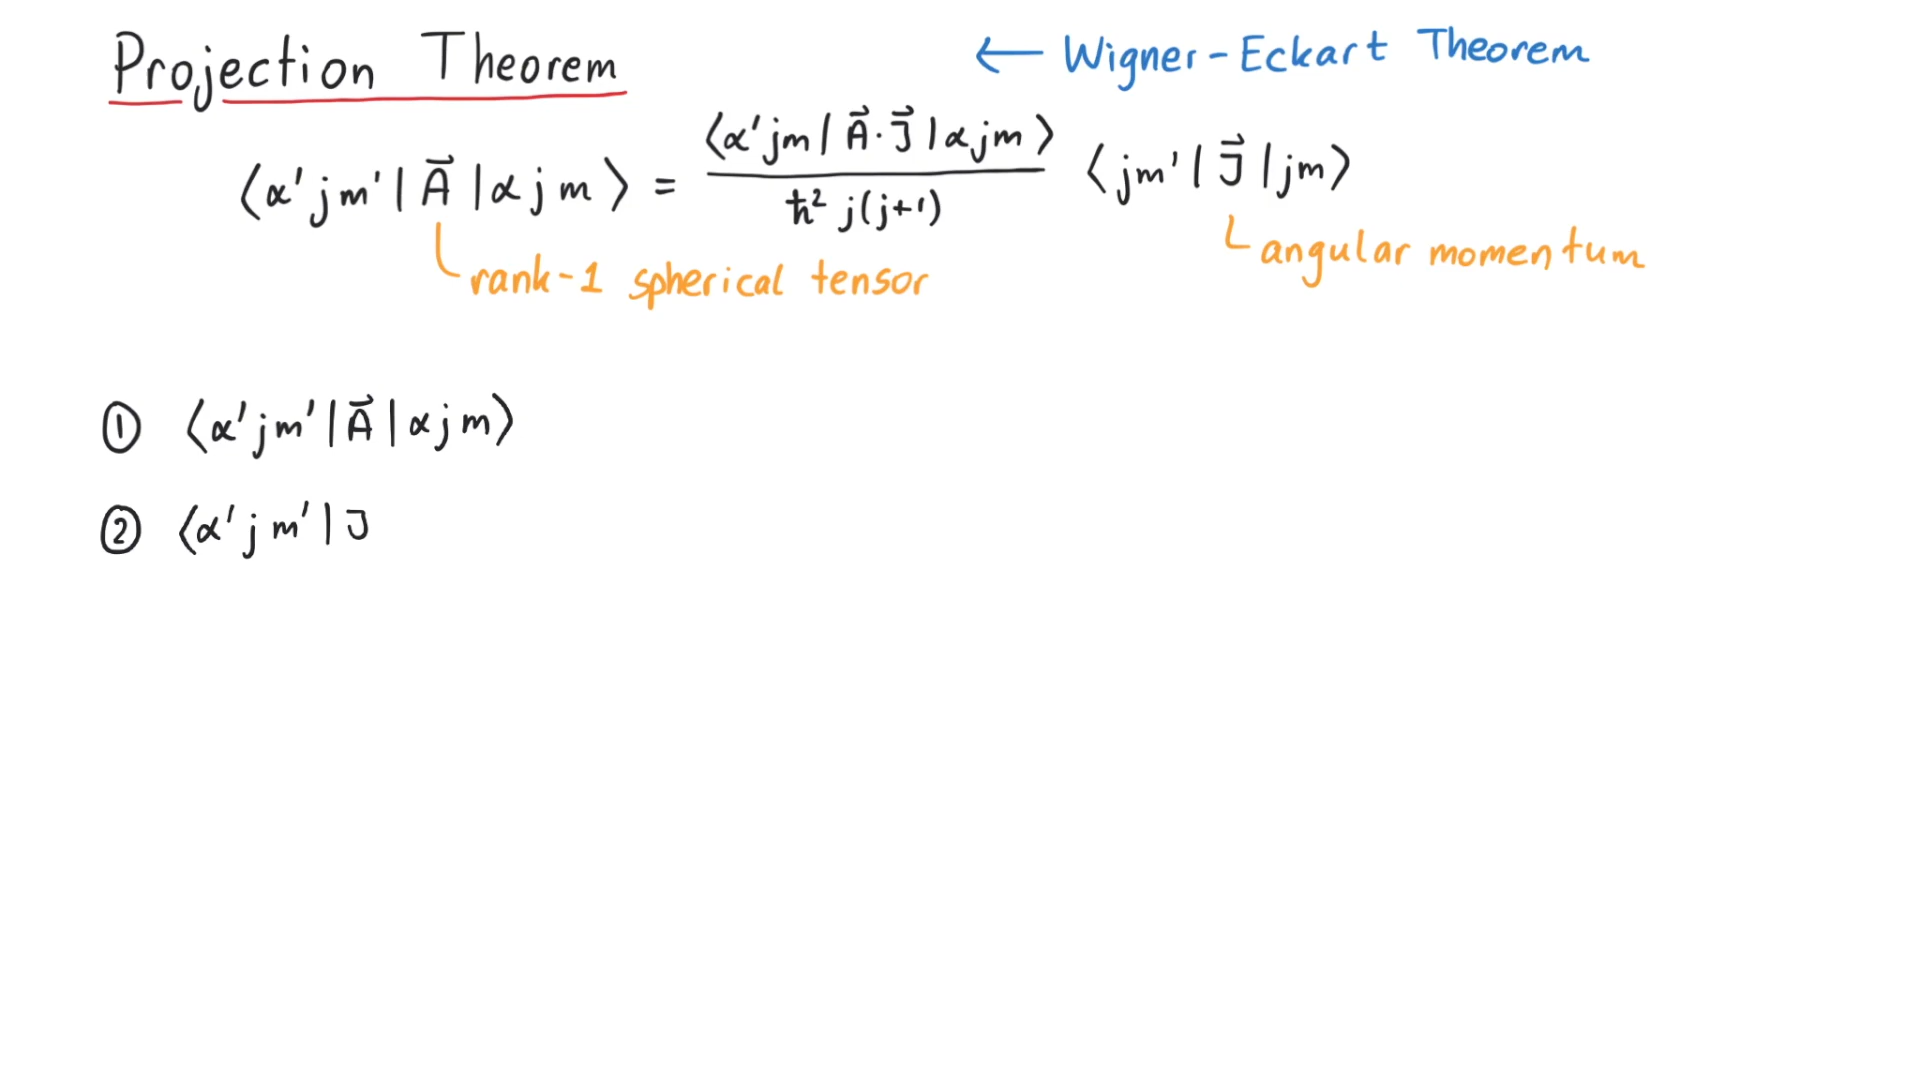 Projection Theorem ← Wigner-Eckart Theorem
⟨α'jm'|A⃗|αjm⟩ = ⟨α'jm|A⃗·J⃗|αjm⟩ / ħ² j(j+1) ⟨jm'|J⃗|jm⟩
rank-1 spherical tensor
angular momentum
① ⟨α'jm'|A⃗|αjm⟩
② ⟨α'jm'|J